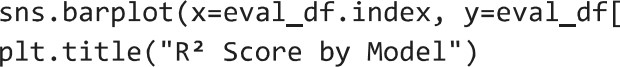 sns.barplot(x=eval_df.index, y=eval_df[
plt.title("R² Score by Model")